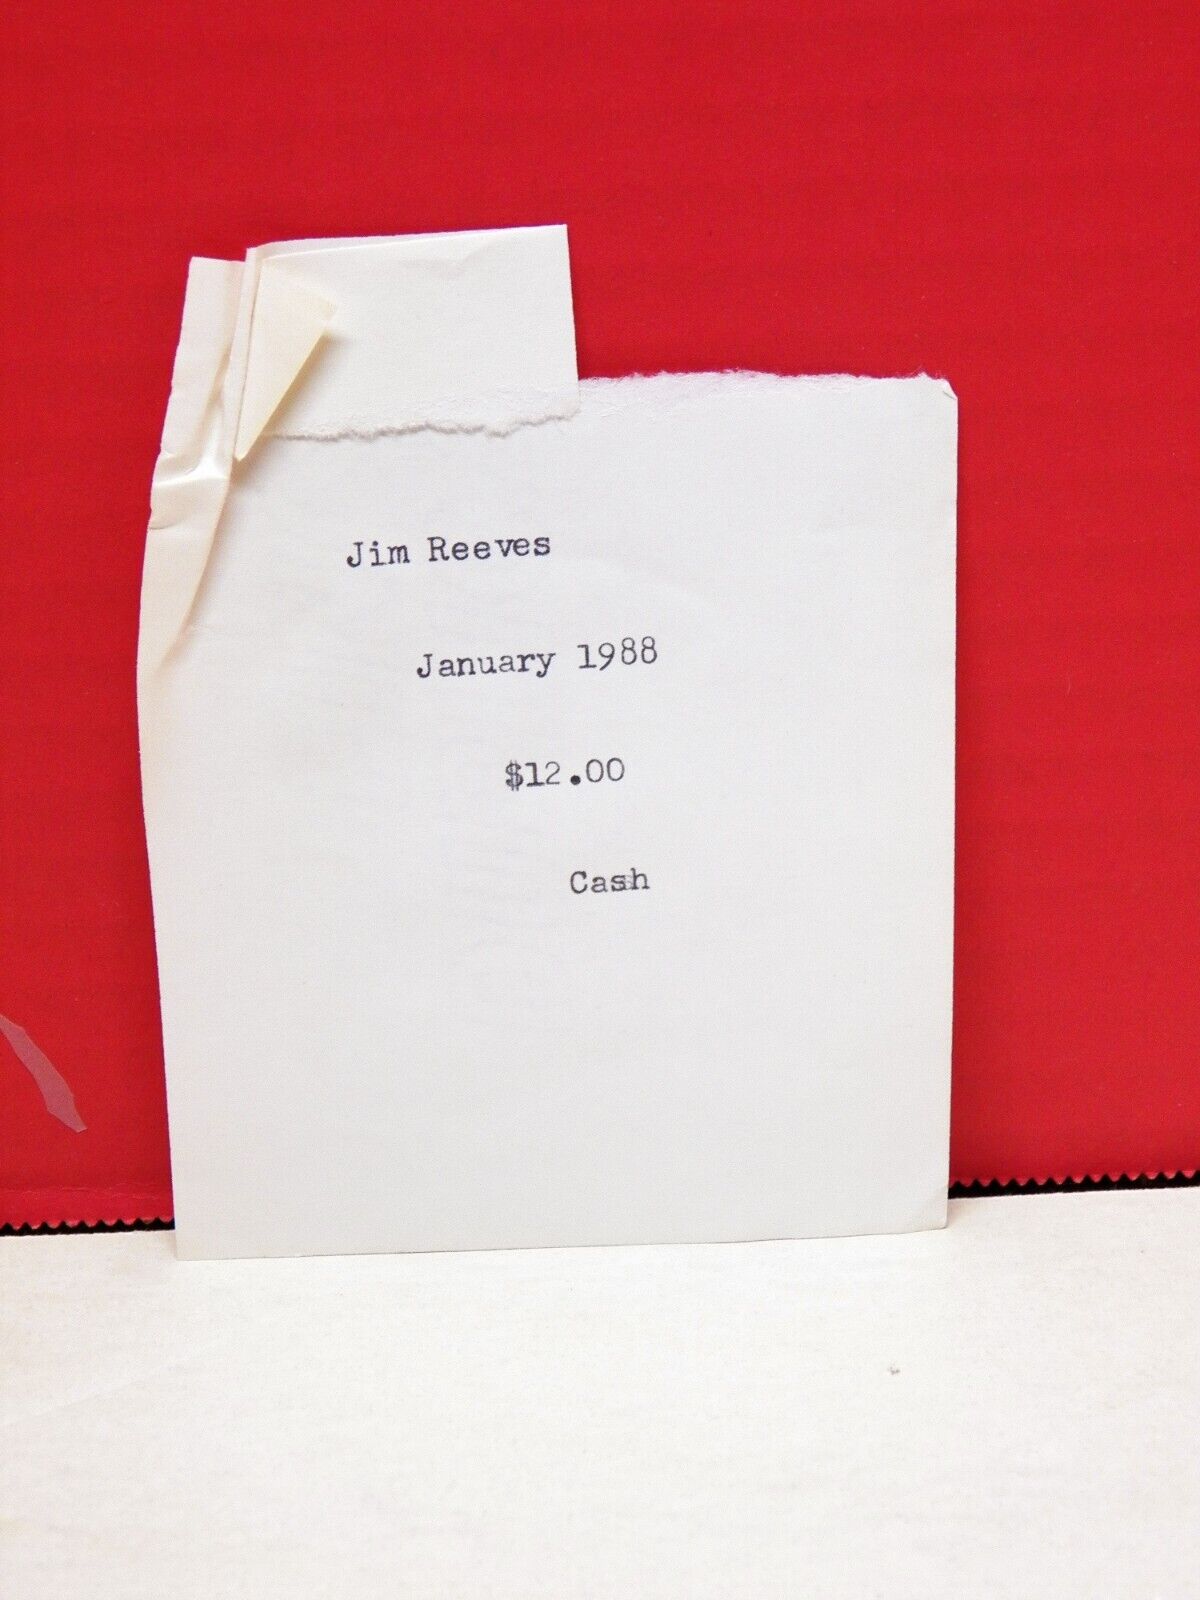 Jim Reeves
January 1988
$12.00
Cash